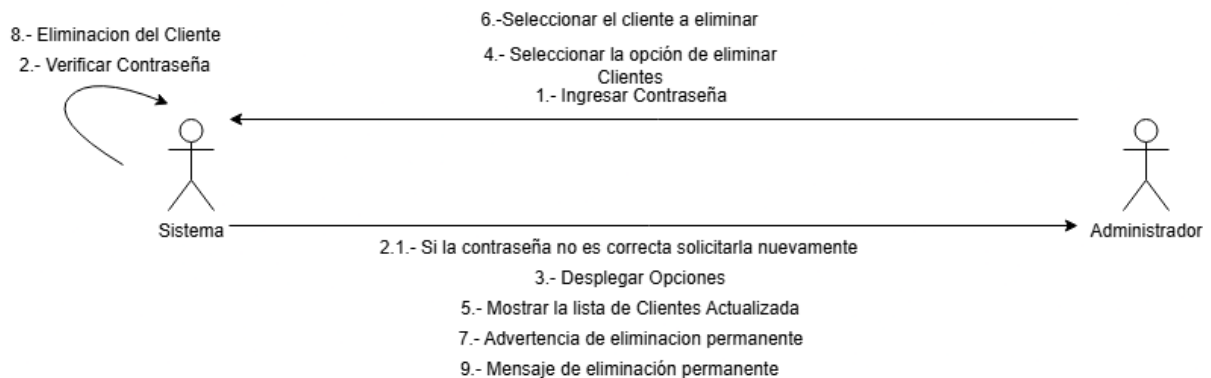 6.-Seleccionar el cliente a eliminar
8.- Eliminacion del Cliente
4.- Seleccionar la opción de eliminar
Clientes
2.- Verificar Contraseña
1.- Ingresar Contraseña
Sistema
Administrador
2.1.- Si la contraseña no es correcta solicitarla nuevamente
3.- Desplegar Opciones
5.- Mostrar la lista de Clientes Actualizada
7.- Advertencia de eliminacion permanente
9.- Mensaje de eliminación permanente